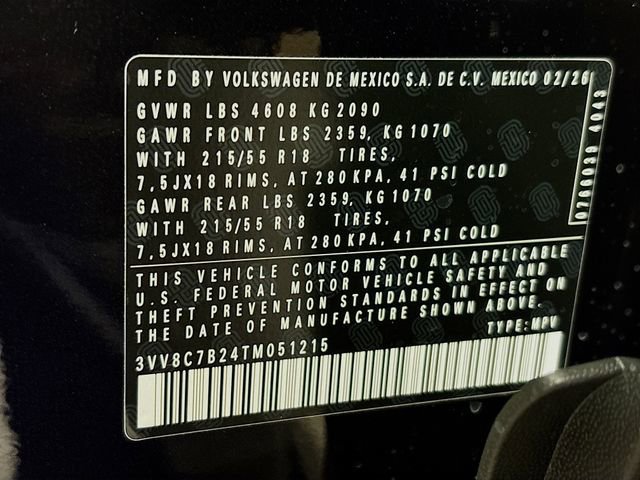 MFD BY VOLKSWAGEN DE MEXICO S.A. DE C.V. MEXICO 02/26
GVWR LBS 4608 KG 2090
GAWR FRONT LBS 2359, KG 1070
WITH 215/55 R18 TIRES,
7,5JX18 RIMS, AT 280 KPA, 41 PSI COLD
GAWR REAR LBS 2359, KG 1070
WITH 215/55 R18 TIRES,
7,5JX18 RIMS, AT 280 KPA, 41 PSI COLD
0766039 4043
THIS VEHICLE CONFORMS TO ALL APPLICABLE
U.S. FEDERAL MOTOR VEHICLE SAFETY AND
THEFT PREVENTION STANDARDS IN EFFECT ON
THE DATE OF MANUFACTURE SHOWN ABOVE.
TYPE:MPV
3VV8C7B24TM051215